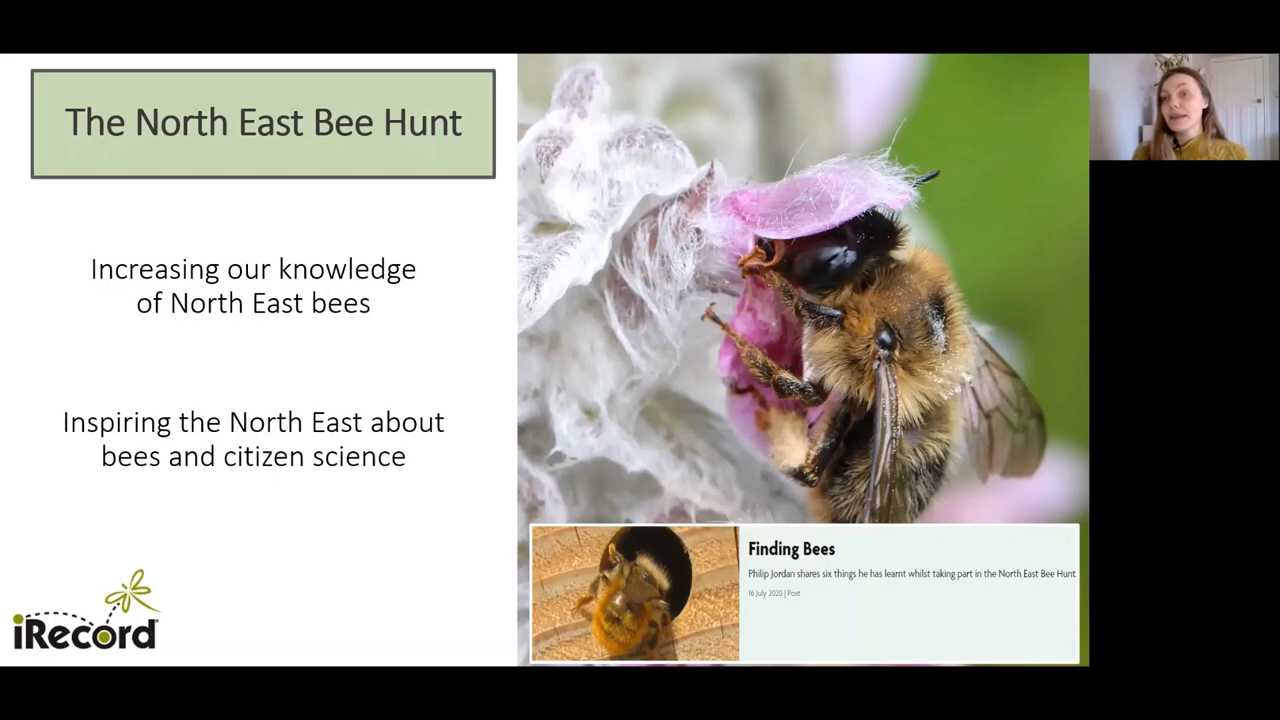 The North East Bee Hunt
Increasing our knowledge
of North East bees
Inspiring the North East about
bees and citizen science
iRecord
Finding Bees
Philip Jordan shares six things he has learnt whilst taking part in the North East Bee Hunt.
16 July 2020 | Post